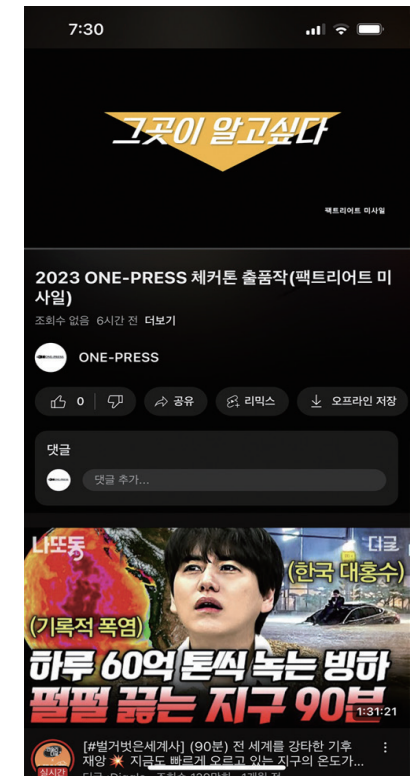 7:30
그곳이 알고싶다
팩트리어트 미사일
2023 ONE-PRESS 체커톤 출품작(팩트리어트 미
사일)
조회수 없음 6시간 전 더보기
ONE-PRESS
0 공유 리믹스 오프라인 저장
댓글
댓글 추가...
나또동 디글
(한국 대홍수)
(기록적 폭염)
하루 60억 톤씩 녹는 빙하
펄펄 끓는 지구 90분
1:31:21
[#벌거벗은세계사] (90분) 전 세계를 강타한 기후
재앙 💥 지금도 빠르게 오르고 있는 지구의 온도가...
실시간